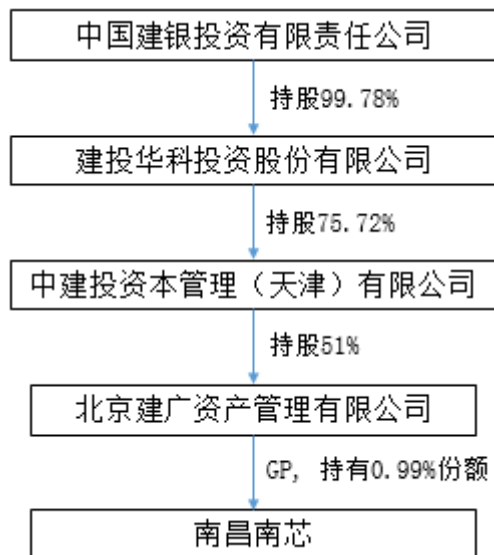 中国建银投资有限责任公司
持股99.78%
建投华科投资股份有限公司
持股75.72%
中建投资本管理（天津）有限公司
持股51%
北京建广资产管理有限公司
GP, 持有0.99%份额
南昌南芯